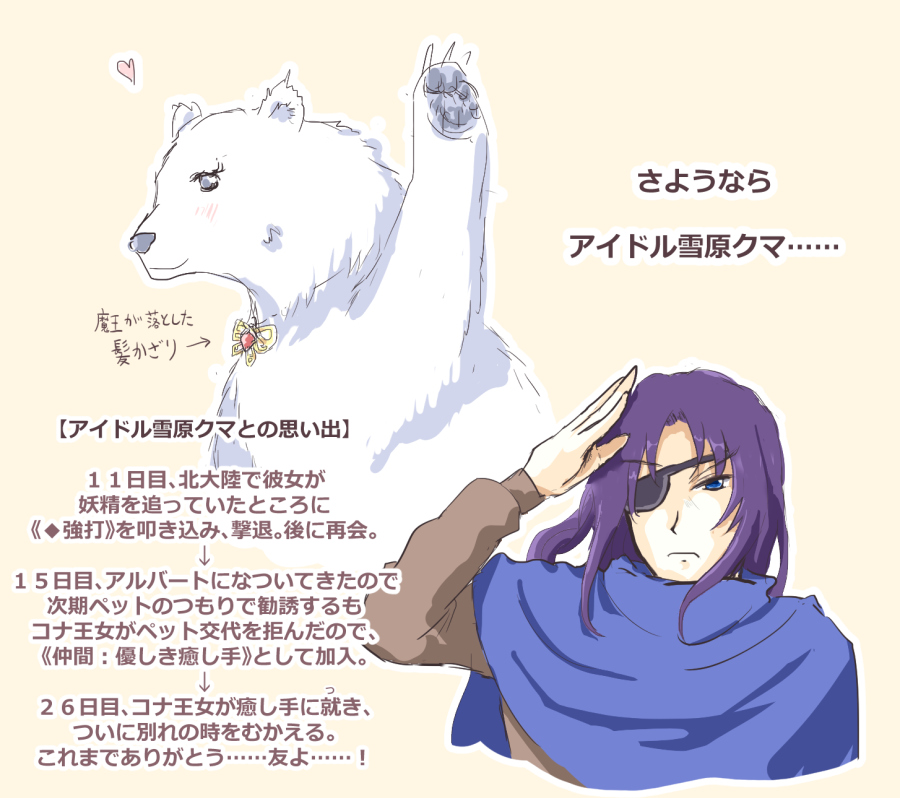 さようなら
アイドル雪原クマ……
魔王が落とした
髪かざり→
【アイドル雪原クマとの思い出】
１１日目、北大陸で彼女が
妖精を追っていたところに
《◆強打》を叩き込み、撃退。後に再会。
↓
１５日目、アルバートになついてきたので
次期ペットのつもりで勧誘するも
コナ王女がペット交代を拒んだので、
《仲間：優しき癒し手》として加入。
↓
２６日目、コナ王女が癒し手に就き、
つ
ついに別れの時をむかえる。
これまでありがとう……友よ……！